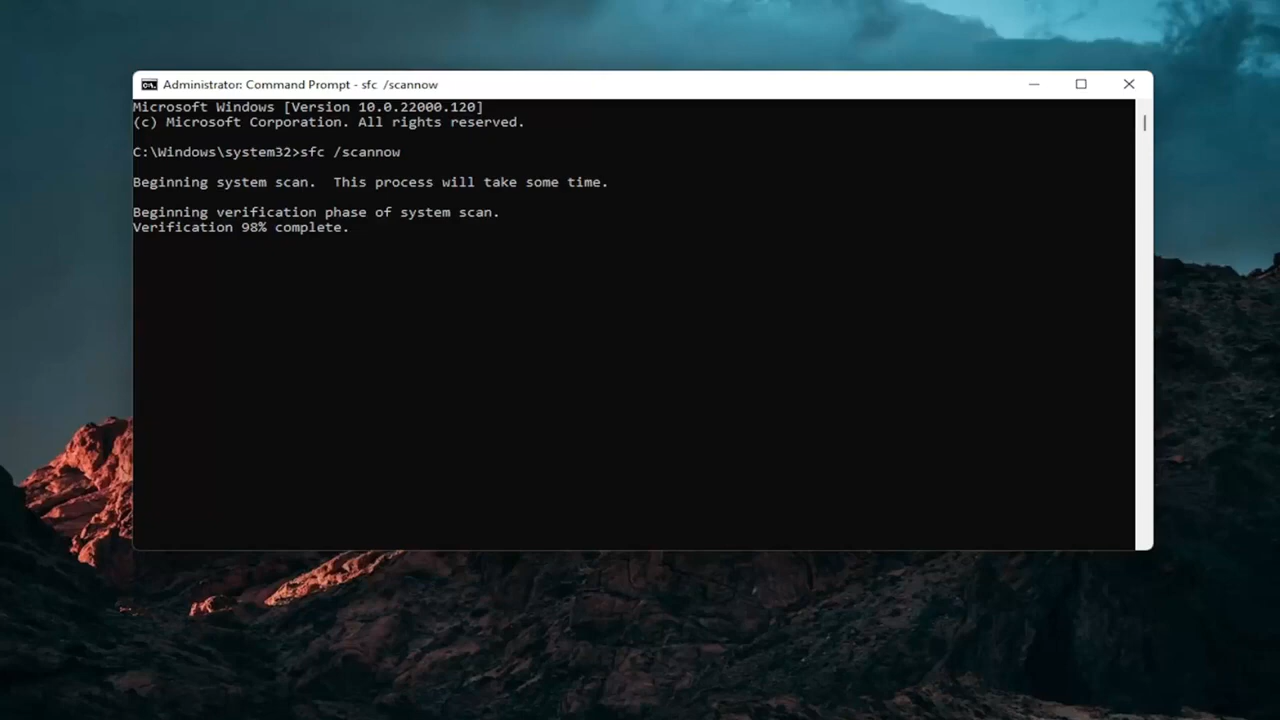 Administrator: Command Prompt - sfc  /scannow
Microsoft Windows [Version 10.0.22000.120]
(c) Microsoft Corporation. All rights reserved.
C:\Windows\system32>sfc /scannow
Beginning system scan.  This process will take some time.
Beginning verification phase of system scan.
Verification 98% complete.